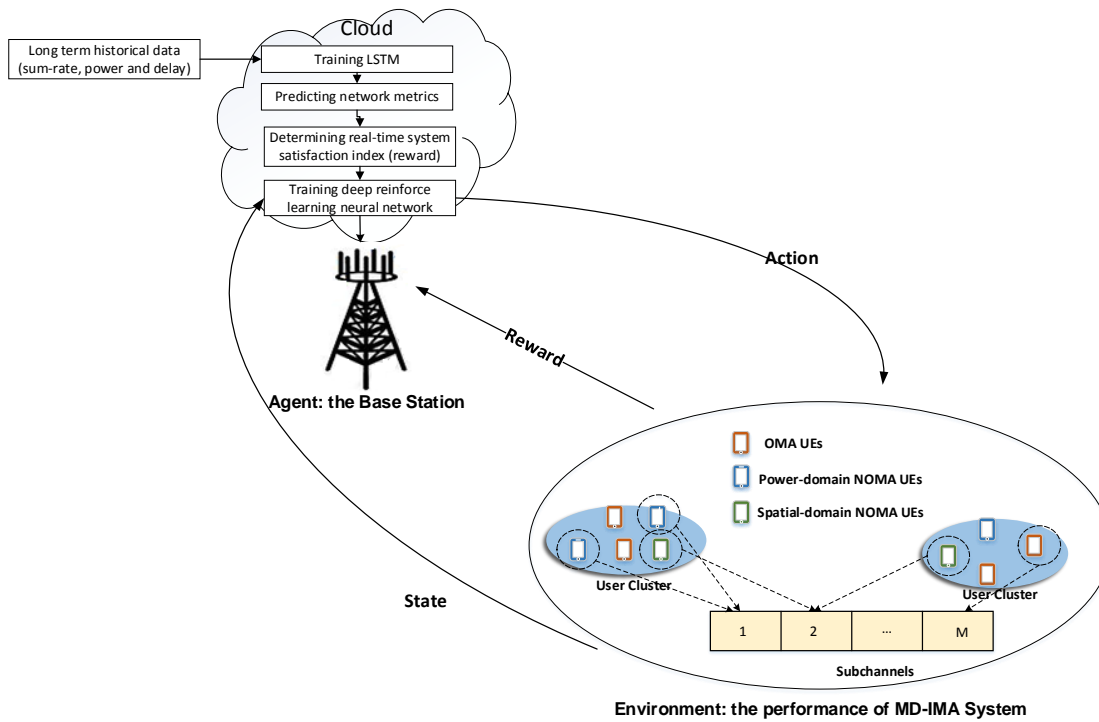 Cloud
Long term historical data
(sum-rate, power and delay)
Training LSTM
Predicting network metrics
Determining real-time system
satisfaction index (reward)
Training deep reinforce
learning neural network
Action
Reward
Agent: the Base Station
State
OMA UEs
Power-domain NOMA UEs
Spatial-domain NOMA UEs
User Cluster
User Cluster
1
2
...
M
Subchannels
Environment: the performance of MD-IMA System